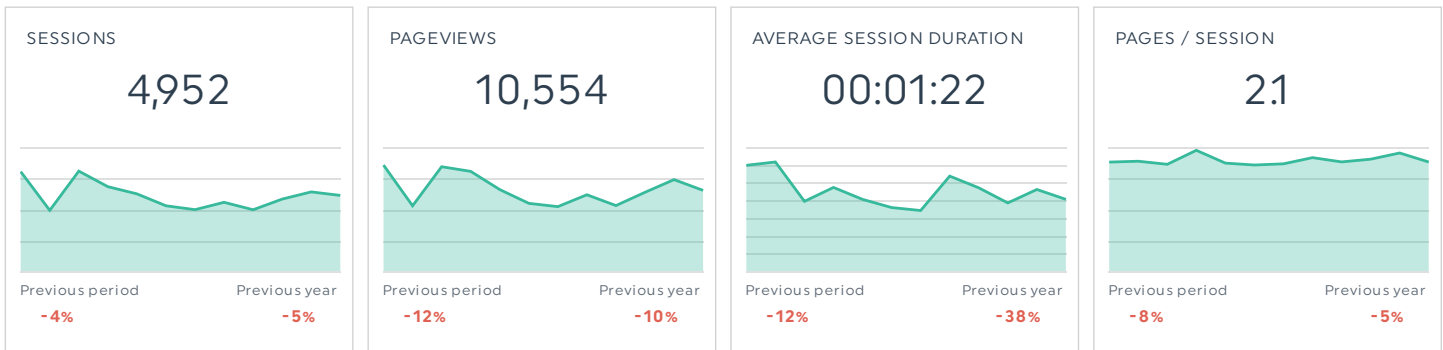 SESSIONS
4,952
Previous period Previous year
-4% -5%
PAGEVIEWS
10,554
Previous period Previous year
-12% -10%
AVERAGE SESSION DURATION
00:01:22
Previous period Previous year
-12% -38%
PAGES / SESSION
2.1
Previous period Previous year
-8% -5%